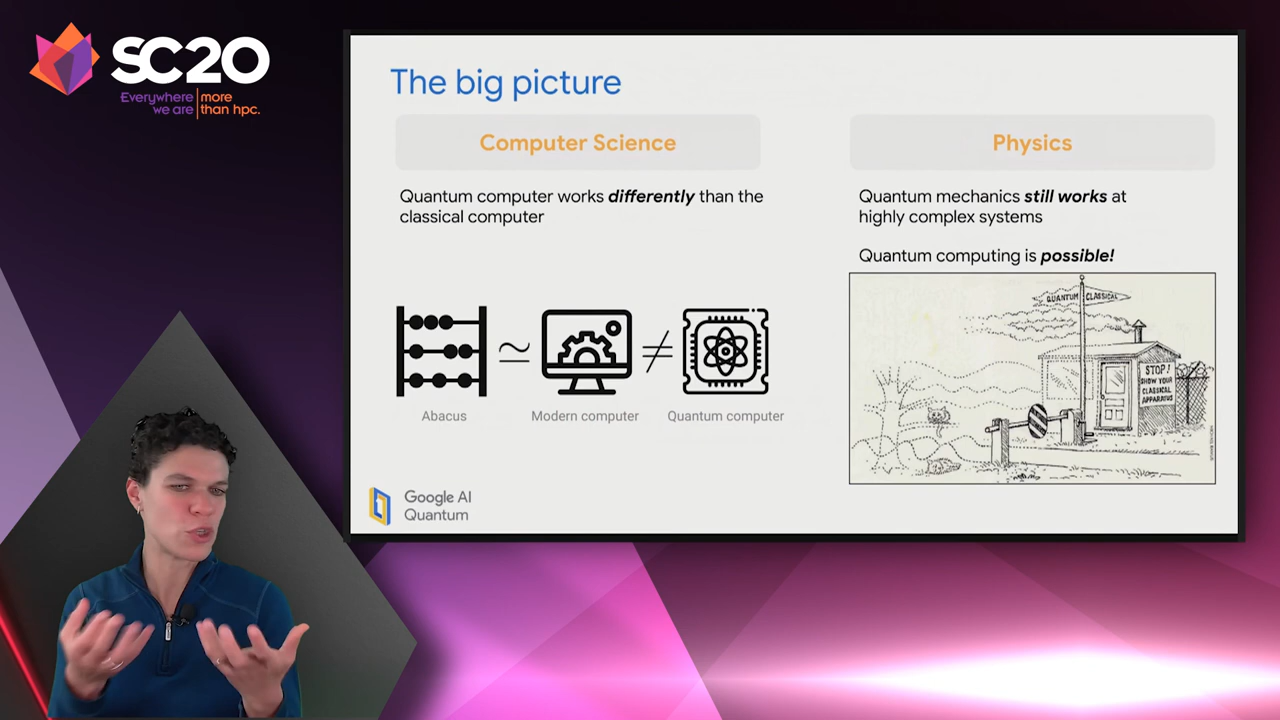 SC20
Everywhere we are
more than hpc.
The big picture
Computer Science
Quantum computer works differently than the
classical computer
≃
≠
Abacus
Modern computer
Quantum computer
Google AI
Quantum
Physics
Quantum mechanics still works at
highly complex systems
Quantum computing is possible!
QUANTUM CLASSICAL
STOP!
SHOW YOUR
CLASSICAL
APPARATUS